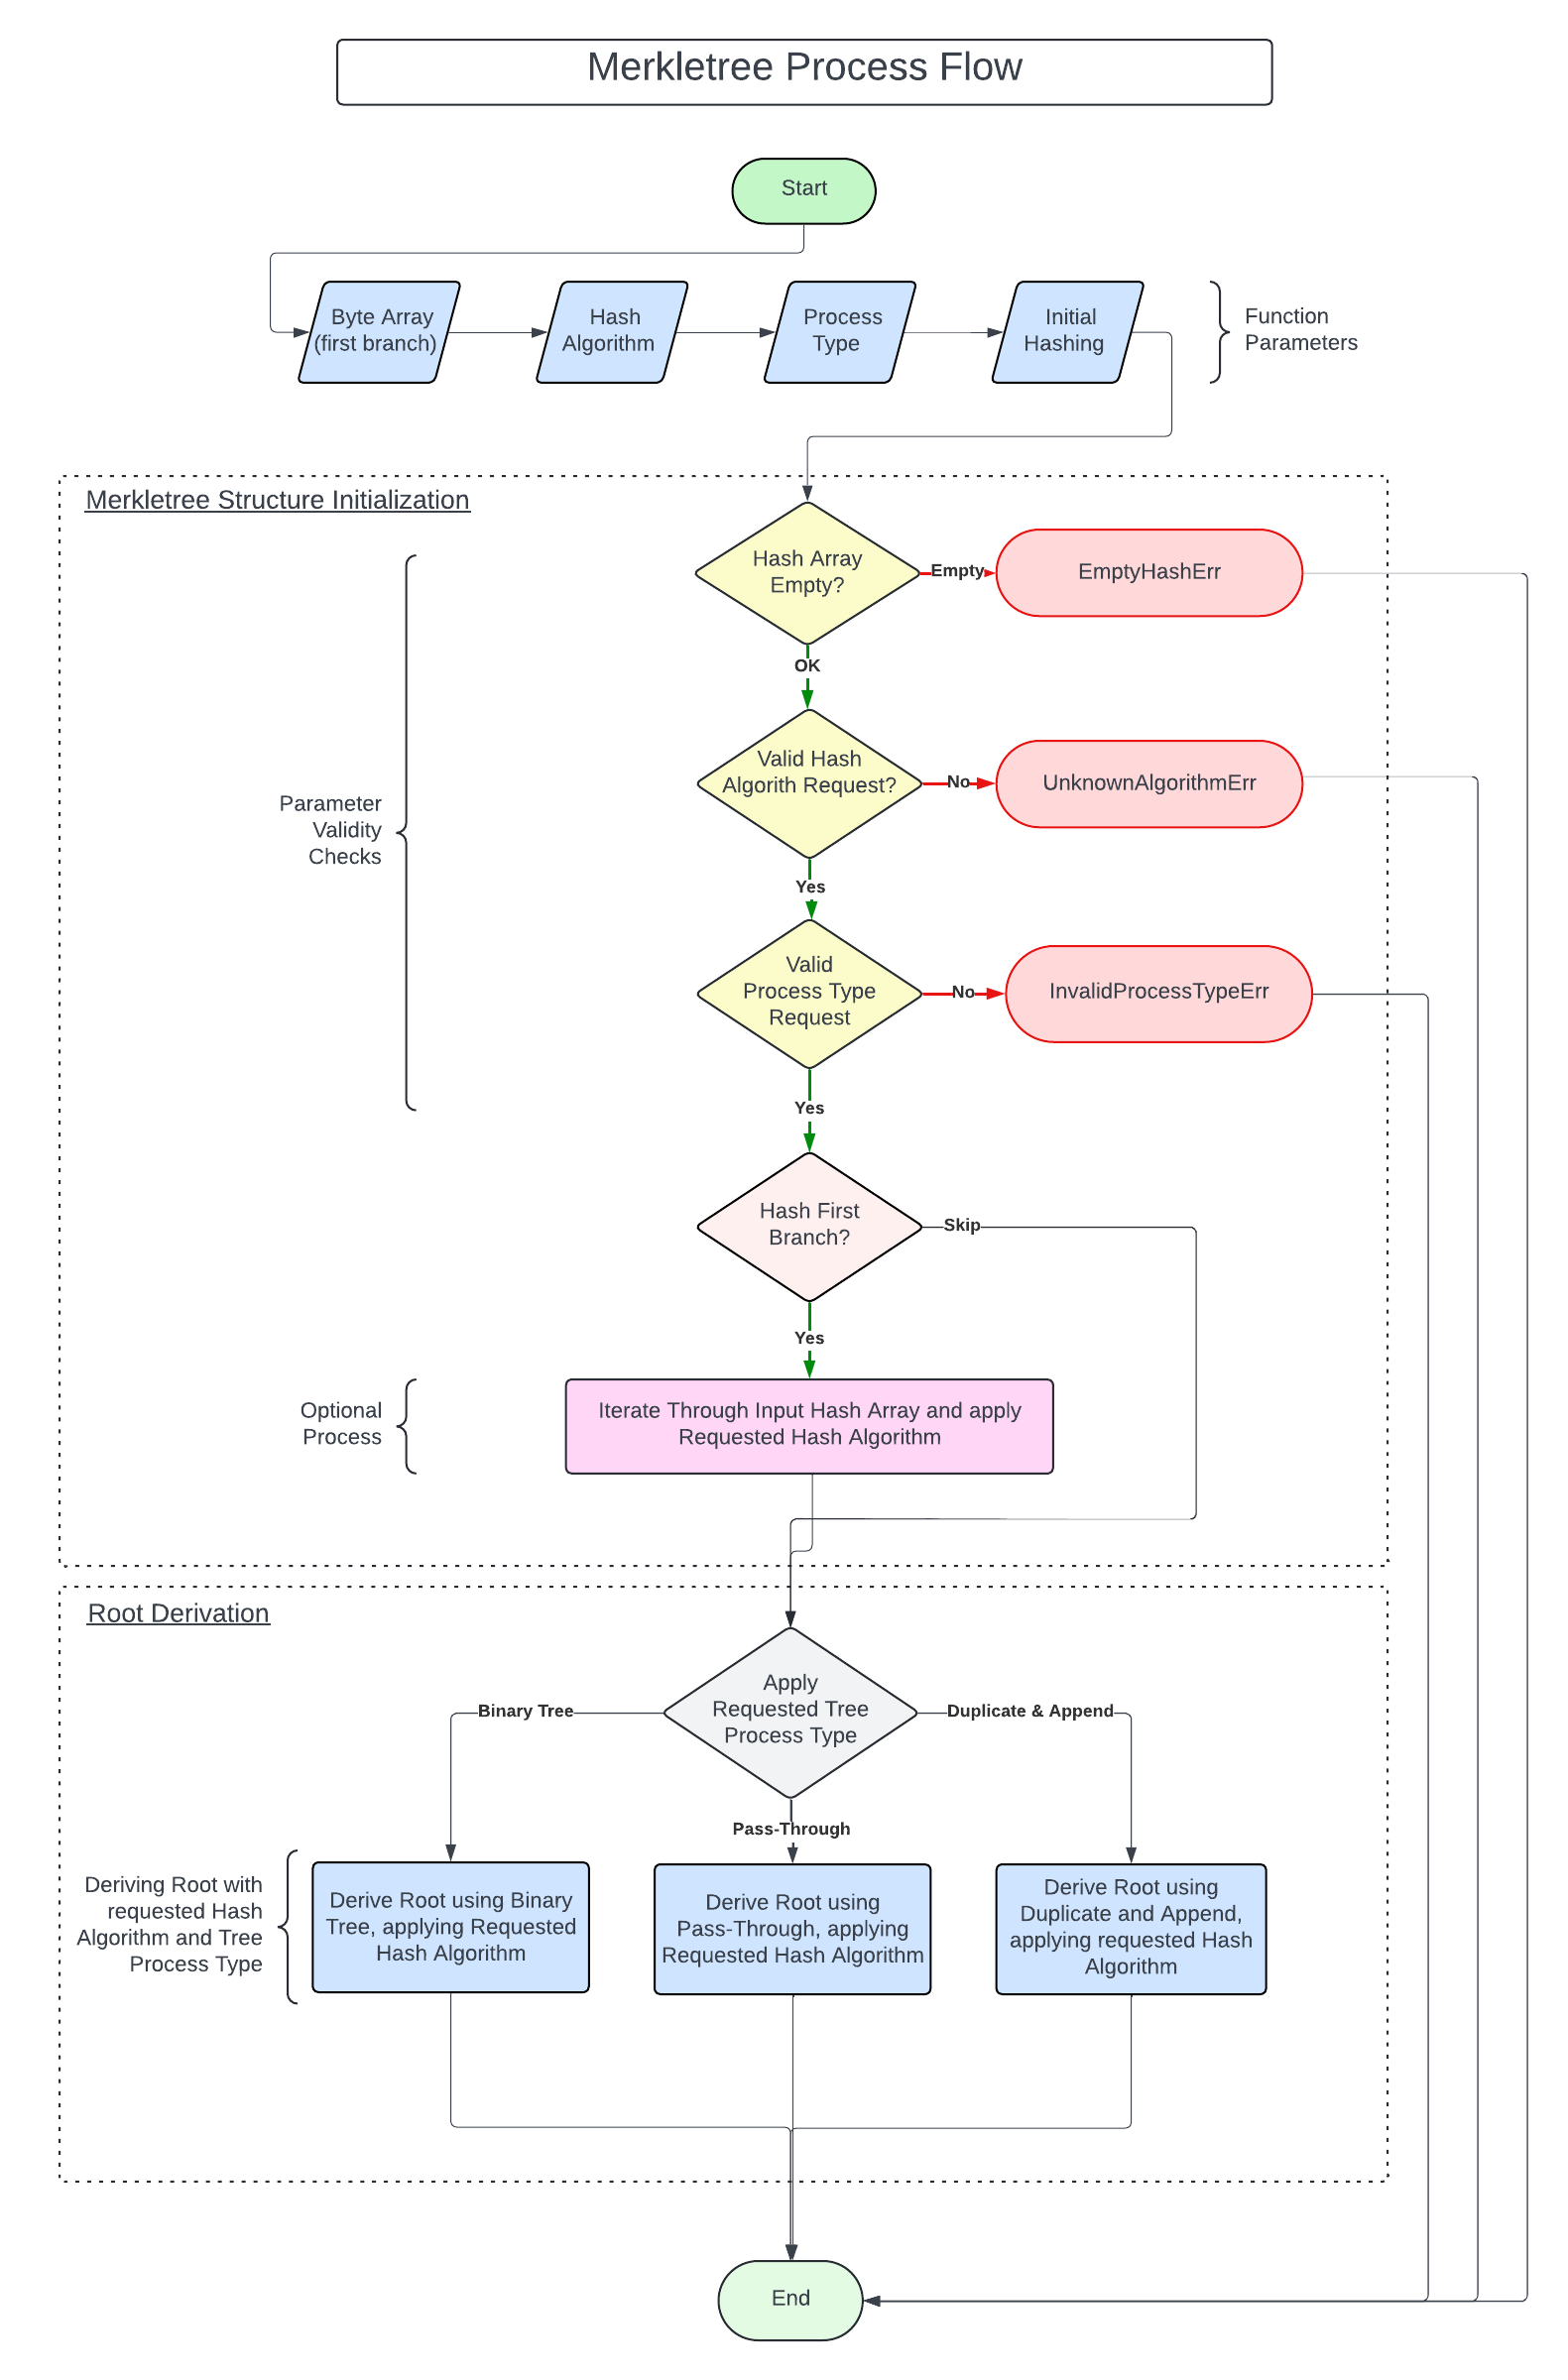 Merkletree Process Flow
Start
Byte Array
(first branch)
Hash
Algorithm
Process
Type
Initial
Hashing
Function
Parameters
Merkletree Structure Initialization
Hash Array
Empty?
Empty
EmptyHashErr
OK
Valid Hash
Algorith Request?
No
UnknownAlgorithmErr
Parameter
Validity
Checks
Yes
Valid
Process Type
Request
No
InvalidProcessTypeErr
Yes
Hash First
Branch?
Skip
Yes
Optional
Process
Iterate Through Input Hash Array and apply
Requested Hash Algorithm
Root Derivation
Apply
Requested Tree
Process Type
Binary Tree
Duplicate & Append
Pass-Through
Deriving Root with
requested Hash
Algorithm and Tree
Process Type
Derive Root using Binary
Tree, applying Requested
Hash Algorithm
Derive Root using
Pass-Through, applying
Requested Hash Algorithm
Derive Root using
Duplicate and Append,
applying requested Hash
Algorithm
End